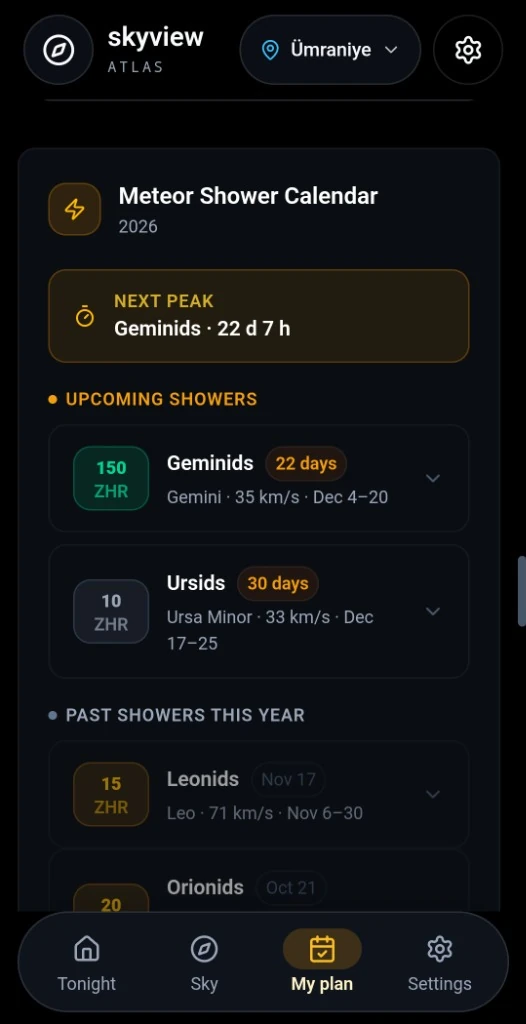 skyview
ATLAS
Ümraniye
Meteor Shower Calendar
2026
NEXT PEAK
Geminids · 22 d 7 h
UPCOMING SHOWERS
150
ZHR
Geminids
22 days
Gemini · 35 km/s · Dec 4–20
10
ZHR
Ursids
30 days
Ursa Minor · 33 km/s · Dec
17–25
PAST SHOWERS THIS YEAR
15
ZHR
Leonids
Nov 17
Leo · 71 km/s · Nov 6–30
20
Orionids
Oct 21
Tonight
Sky
My plan
Settings